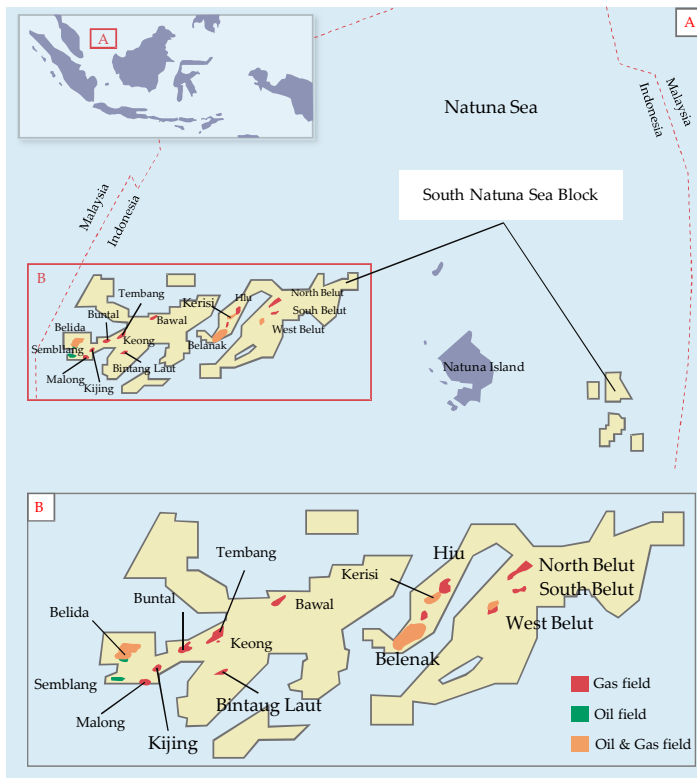 A
A
Natuna Sea
Malaysia
Indonesia
South Natuna Sea Block
Malaysia
Indonesia
B
Tembang
Buntal
Belida
Kerisi
Hlu
North Belut
South Belut
Bawal
West Belut
Keong
Belanak
Semblıang
Bintang Laut
Malong
Kijing
Natuna Island
B
Tembang
Hiu
Kerisi
North Belut
South Belut
Buntal
Bawal
Belida
West Belut
Keong
Belenak
Semblang
Bintaug Laut
Malong
Kijing
Gas field
Oil field
Oil & Gas field